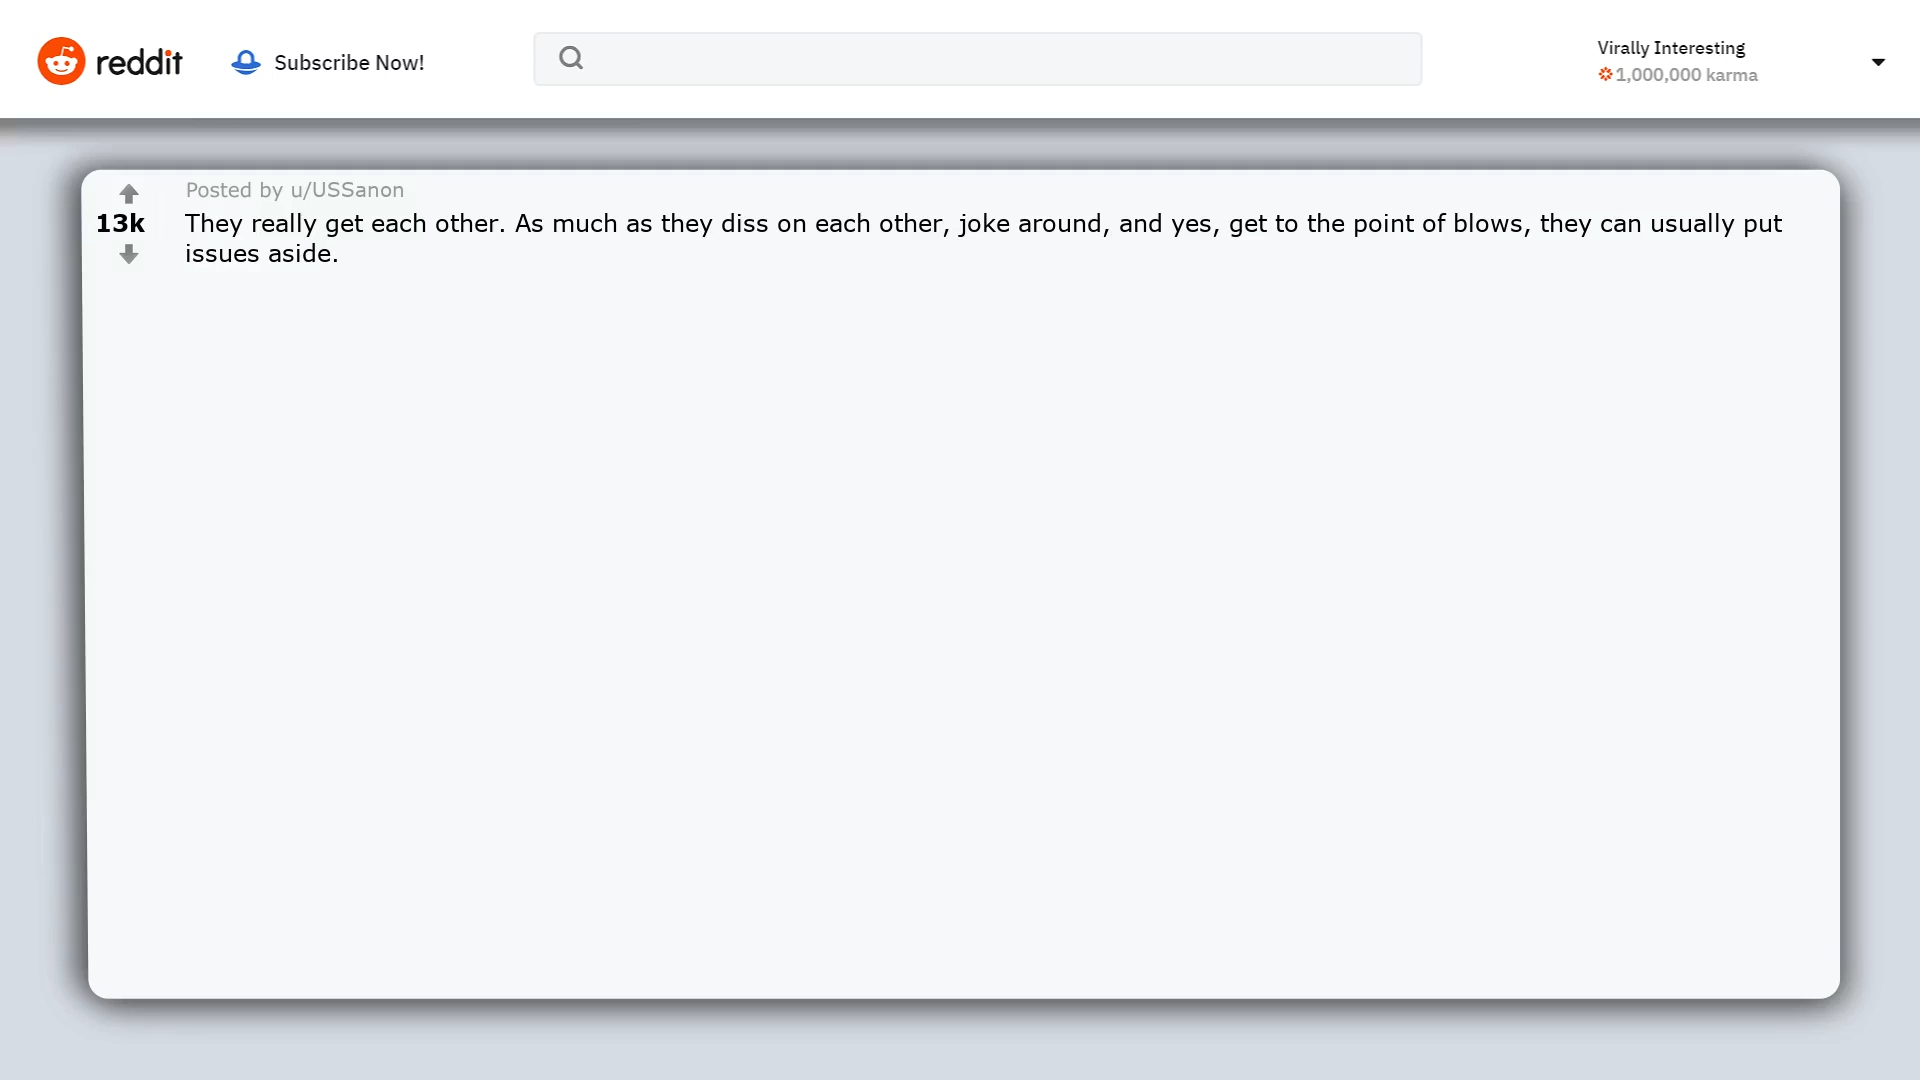 reddit
Subscribe Now!
Virally Interesting
1,000,000 karma
Posted by u/USSanon
13k
They really get each other. As much as they diss on each other, joke around, and yes, get to the point of blows, they can usually put
issues aside.